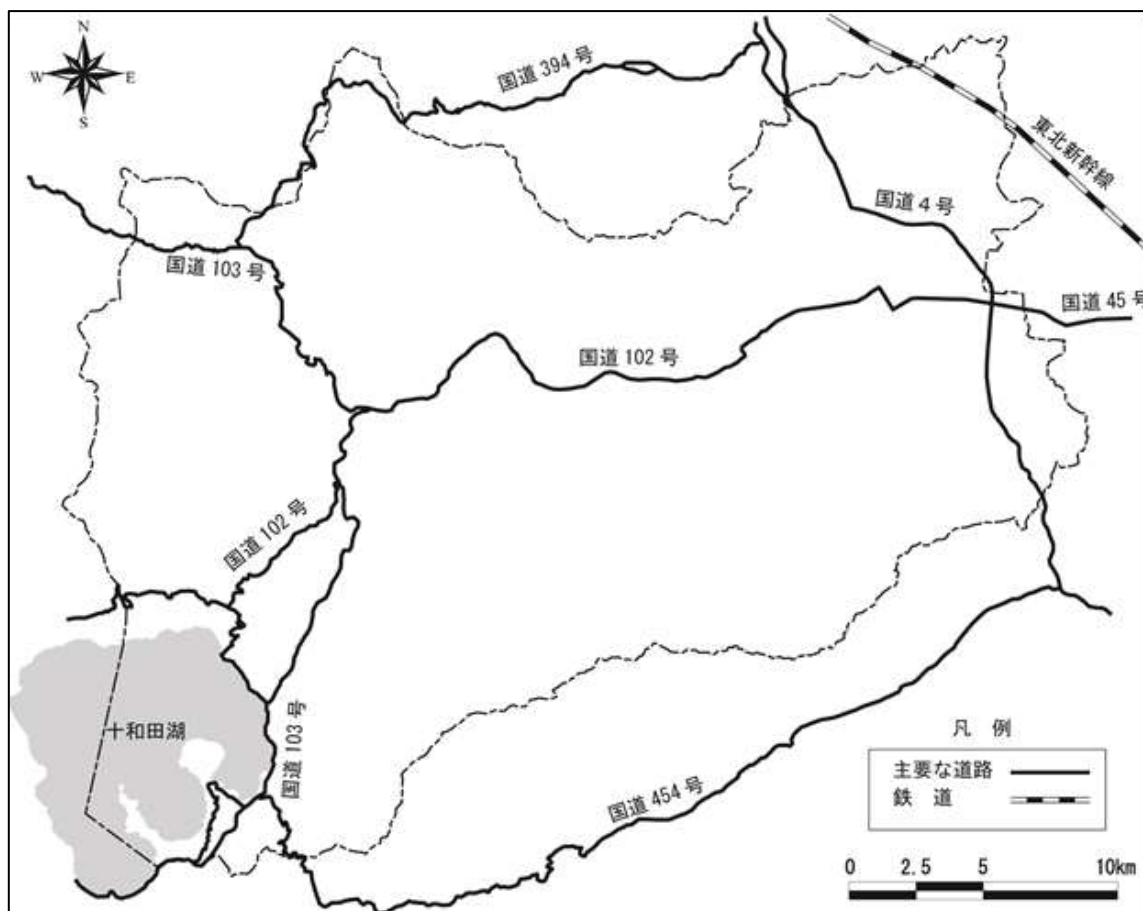 N
W E
S
国道 394 号
東北新幹線
国道 4 号
国道 103 号
国道 45 号
国道 102 号
国道 102 号
十和田湖
国道 103 号
国道 454 号
凡 例
主要な道路
鉄 道
0 2.5 5 10km